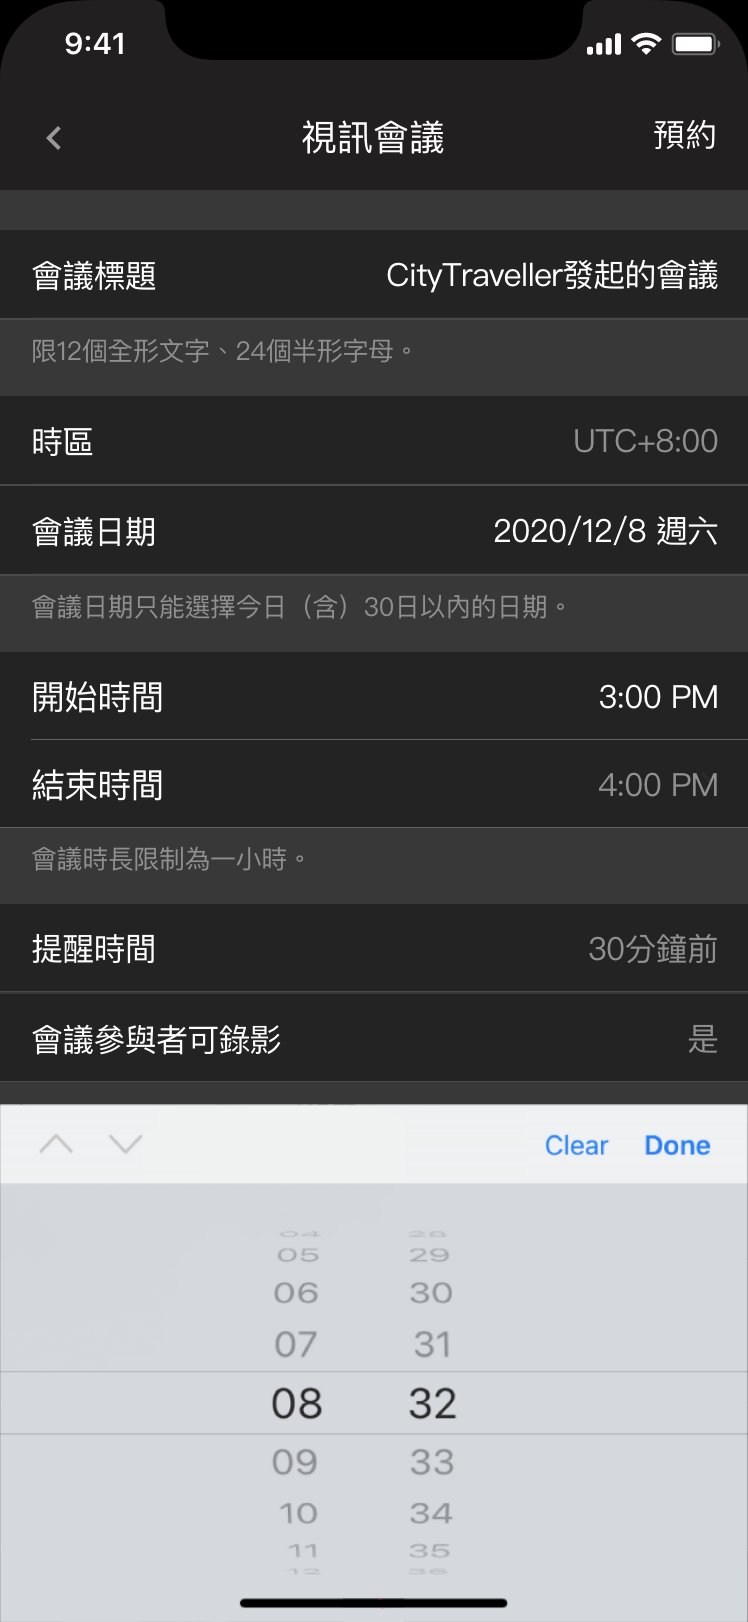 9:41
視訊會議 預約
會議標題 CityTraveller發起的會議
限12個全形文字、24個半形字母。
時區 UTC+8:00
會議日期 2020/12/8 週六
會議日期只能選擇今日（含）30日以內的日期。
開始時間 3:00 PM
結束時間 4:00 PM
會議時長限制為一小時。
提醒時間 30分鐘前
會議參與者可錄影 是
Clear Done
04 28
05 29
06 30
07 31
08 32
09 33
10 34
11 35
12 36